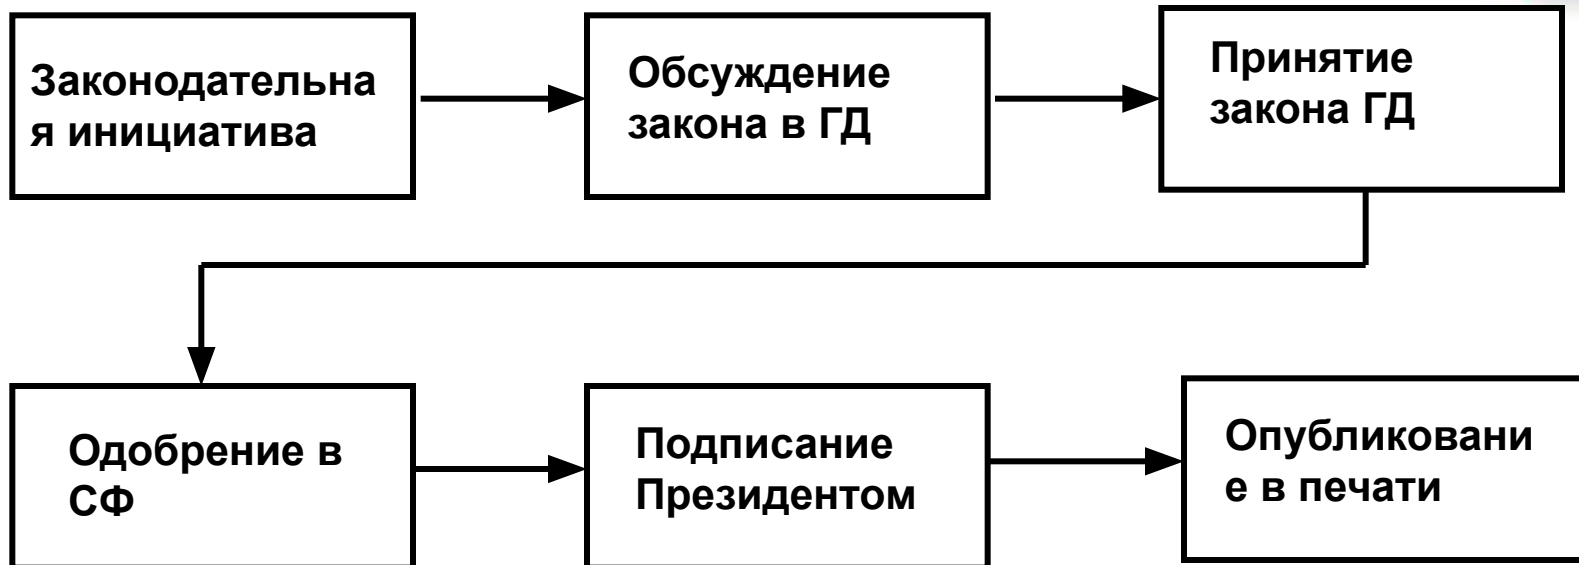 Законодательна
я инициатива
Обсуждение
закона в ГД
Принятие
закона ГД
Одобрение в
СФ
Подписание
Президентом
Опубликовани
е в печати